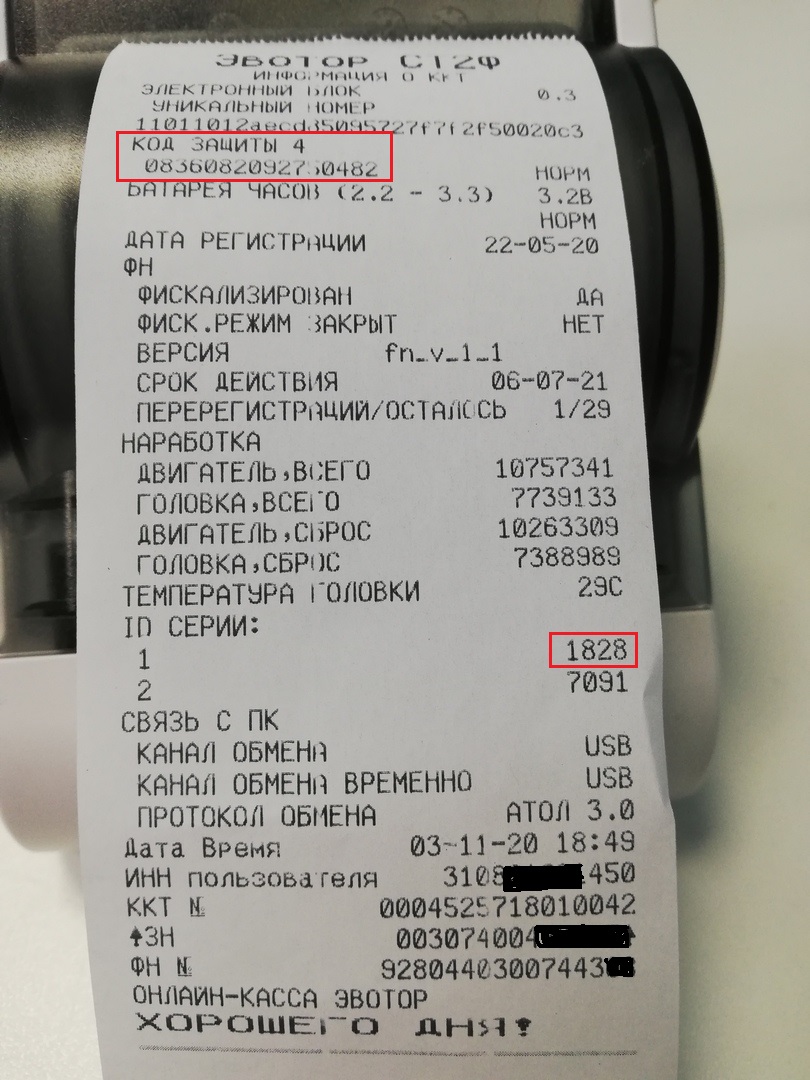 ЭВОТОР СТ2Ф
ИНФОРМАЦИЯ О ККТ
ЭЛЕКТРОННЫЙ БЛОК 0.3
УНИКАЛЬНЫЙ НОМЕР
КОД ЗАЩИТЫ 4
НОРМ
БАТАРЕЯ ЧАСОВ (2.2 - 3.3) 3.2В
НОРМ
ДАТА РЕГИСТРАЦИИ 22-05-20
ФН
ФИСКАЛИЗИРОВАН ДА
ФИСК.РЕЖИМ ЗАКРЫТ НЕТ
ВЕРСИЯ fn_v_1_1
СРОК ДЕЙСТВИЯ 06-07-21
ПЕРЕРЕГИСТРАЦИЙ/ОСТАЛОСЬ 1/29
НАРАБОТКА
ДВИГАТЕЛЬ,ВСЕГО 10757341
ГОЛОВКА,ВСЕГО 7739133
ДВИГАТЕЛЬ,СБРОС 10263309
ГОЛОВКА,СБРОС 7388989
ТЕМПЕРАТУРА ГОЛОВКИ 29С
ID СЕРИИ:
1 1828
2 7091
СВЯЗЬ С ПК
КАНАЛ ОБМЕНА USB
КАНАЛ ОБМЕНА ВРЕМЕННО USB
ПРОТОКОЛ ОБМЕНА АТОЛ 3.0
Дата Время 03-11-20 18:49
ИНН пользователя 3108 450
ККТ № 0004525718010042
ЗН 003074004
ФН № 92804403007443
ОНЛАЙН-КАССА ЭВОТОР
ХОРОШЕГО ДНЯ!